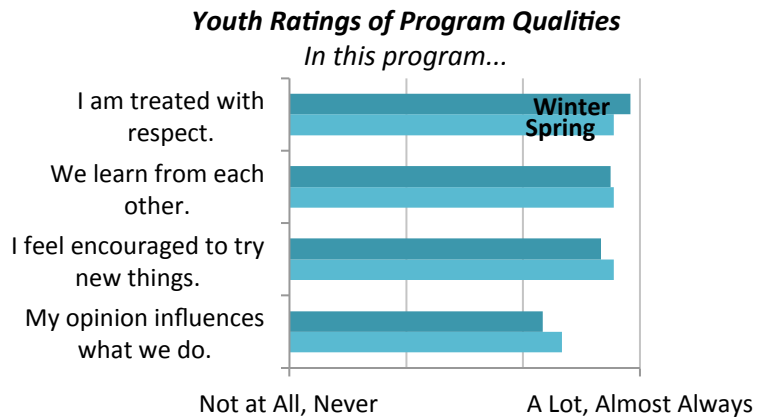 Youth Ratings of Program Qualities
In this program...
I am treated with
respect.
Winter
Spring
We learn from each
other.
I feel encouraged to try
new things.
My opinion influences
what we do.
Not at All, Never
A Lot, Almost Always